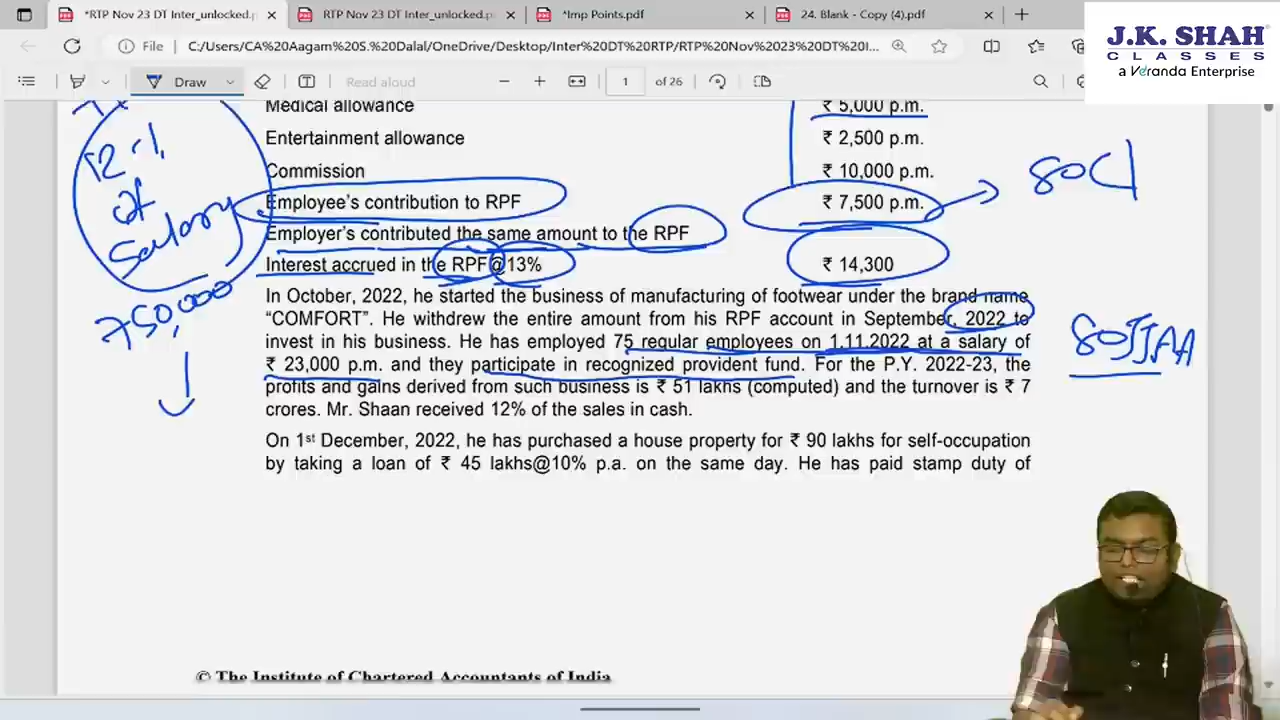 *RTP Nov 23 DT Inter_unlocked.p
RTP Nov 23 DT Inter_unlocked.p
*Imp Points.pdf
24. Blank - Copy (4).pdf
File
C:/Users/CA%20Aagam%20S.%20Dalal/OneDrive/Desktop/Inter%20DT%20RTP/RTP%20Nov%202023%20DT%20I...
J.K. SHAH
CLASSES
a Veranda Enterprise
Draw
Read aloud
1
of 26
Medical allowance ₹ 5,000 p.m.
Entertainment allowance ₹ 2,500 p.m.
Commission ₹ 10,000 p.m.
Employee's contribution to RPF ₹ 7,500 p.m.
80C
Employer's contributed the same amount to the RPF
Interest accrued in the RPF@13% ₹ 14,300
12%
of
Salary
750,000
In October, 2022, he started the business of manufacturing of footwear under the brand name
"COMFORT". He withdrew the entire amount from his RPF account in September, 2022 to
invest in his business. He has employed 75 regular employees on 1.11.2022 at a salary of
₹ 23,000 p.m. and they participate in recognized provident fund. For the P.Y. 2022-23, the
profits and gains derived from such business is ₹ 51 lakhs (computed) and the turnover is ₹ 7
crores. Mr. Shaan received 12% of the sales in cash.
80JJAA
On 1st December, 2022, he has purchased a house property for ₹ 90 lakhs for self-occupation
by taking a loan of ₹ 45 lakhs@10% p.a. on the same day. He has paid stamp duty of
© The Institute of Chartered Accountants of India